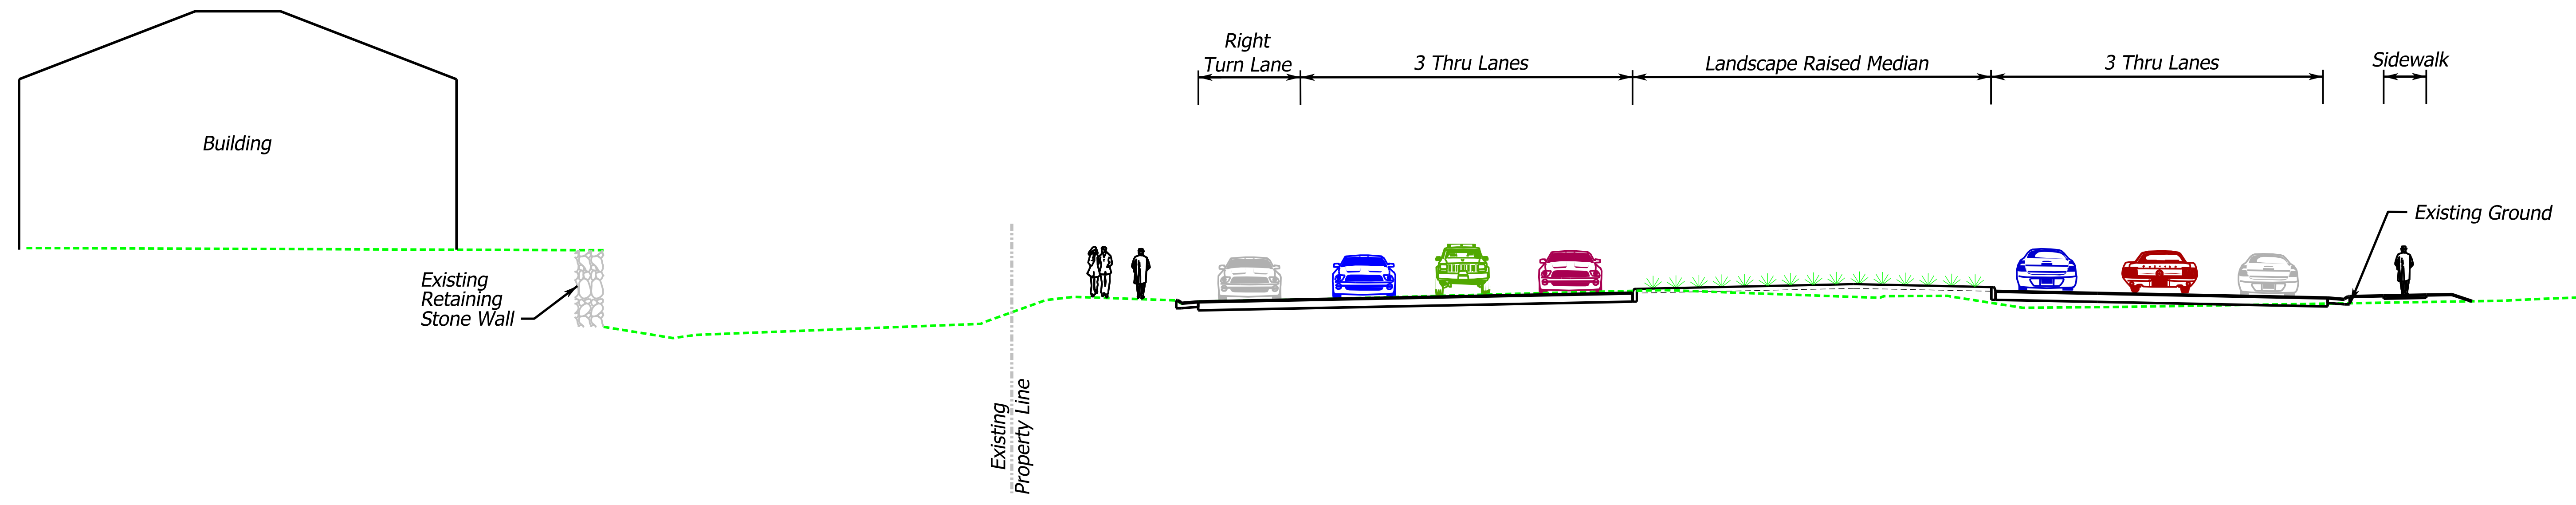 Right
Turn Lane
3 Thru Lanes
Landscape Raised Median
3 Thru Lanes
Sidewalk
Building
Existing Ground
Existing
Retaining
Stone Wall
Existing
Property Line